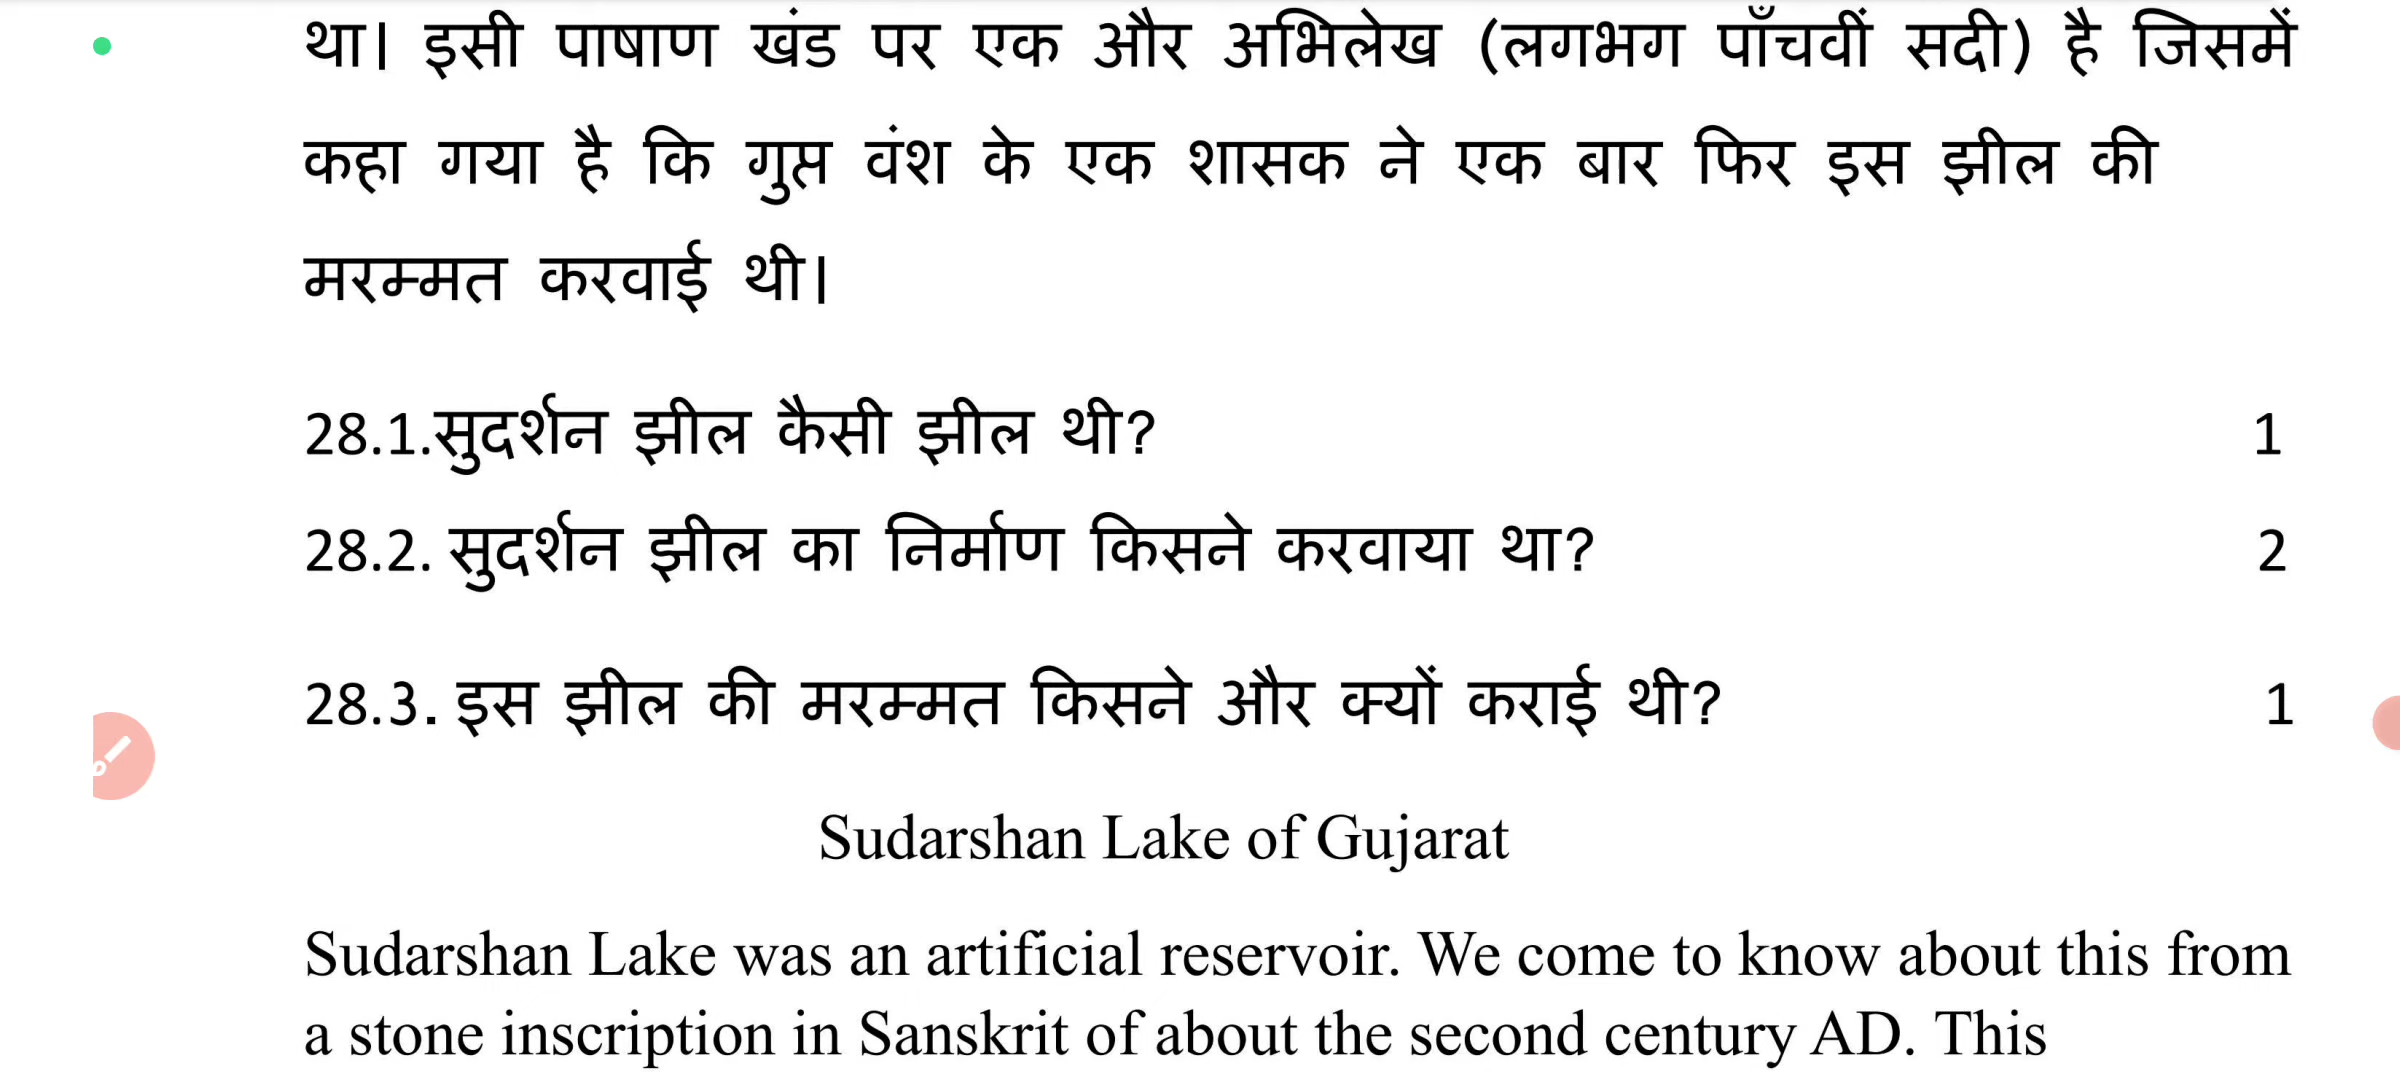 था। इसी पाषाण खंड पर एक और अभिलेख (लगभग पाँचवीं सदी) है जिसमें
कहा गया है कि गुप्त वंश के एक शासक ने एक बार फिर इस झील की
मरम्मत करवाई थी।
28.1.सुदर्शन झील कैसी झील थी? 1
28.2. सुदर्शन झील का निर्माण किसने करवाया था? 2
28.3. इस झील की मरम्मत किसने और क्यों कराई थी? 1
Sudarshan Lake of Gujarat
Sudarshan Lake was an artificial reservoir. We come to know about this from
a stone inscription in Sanskrit of about the second century AD. This